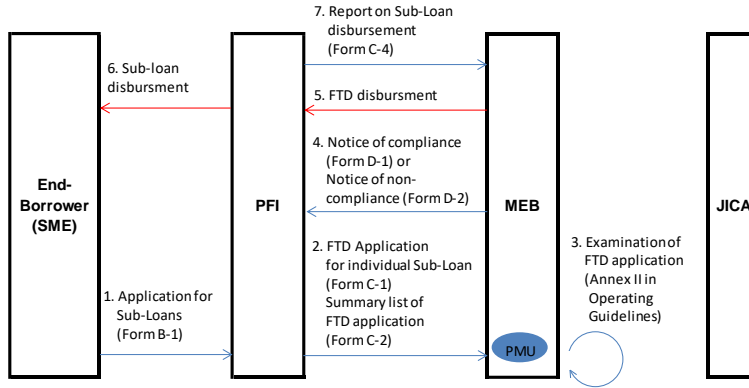 7. Report on Sub-Loan
disbursement
(Form C-4)
6. Sub-loan
disbursment
5. FTD disbursment
4. Notice of compliance
(Form D-1) or
Notice of non-
compliance (Form D-2)
End-
Borrower
(SME)
PFI
MEB
JICA
2. FTD Application
for individual Sub-Loan
(Form C-1)
Summary list of
FTD application
(Form C-2)
3. Examination of
FTD application
(Annex II in
Operating
Guidelines)
1. Application for
Sub-Loans
(Form B-1)
PMU